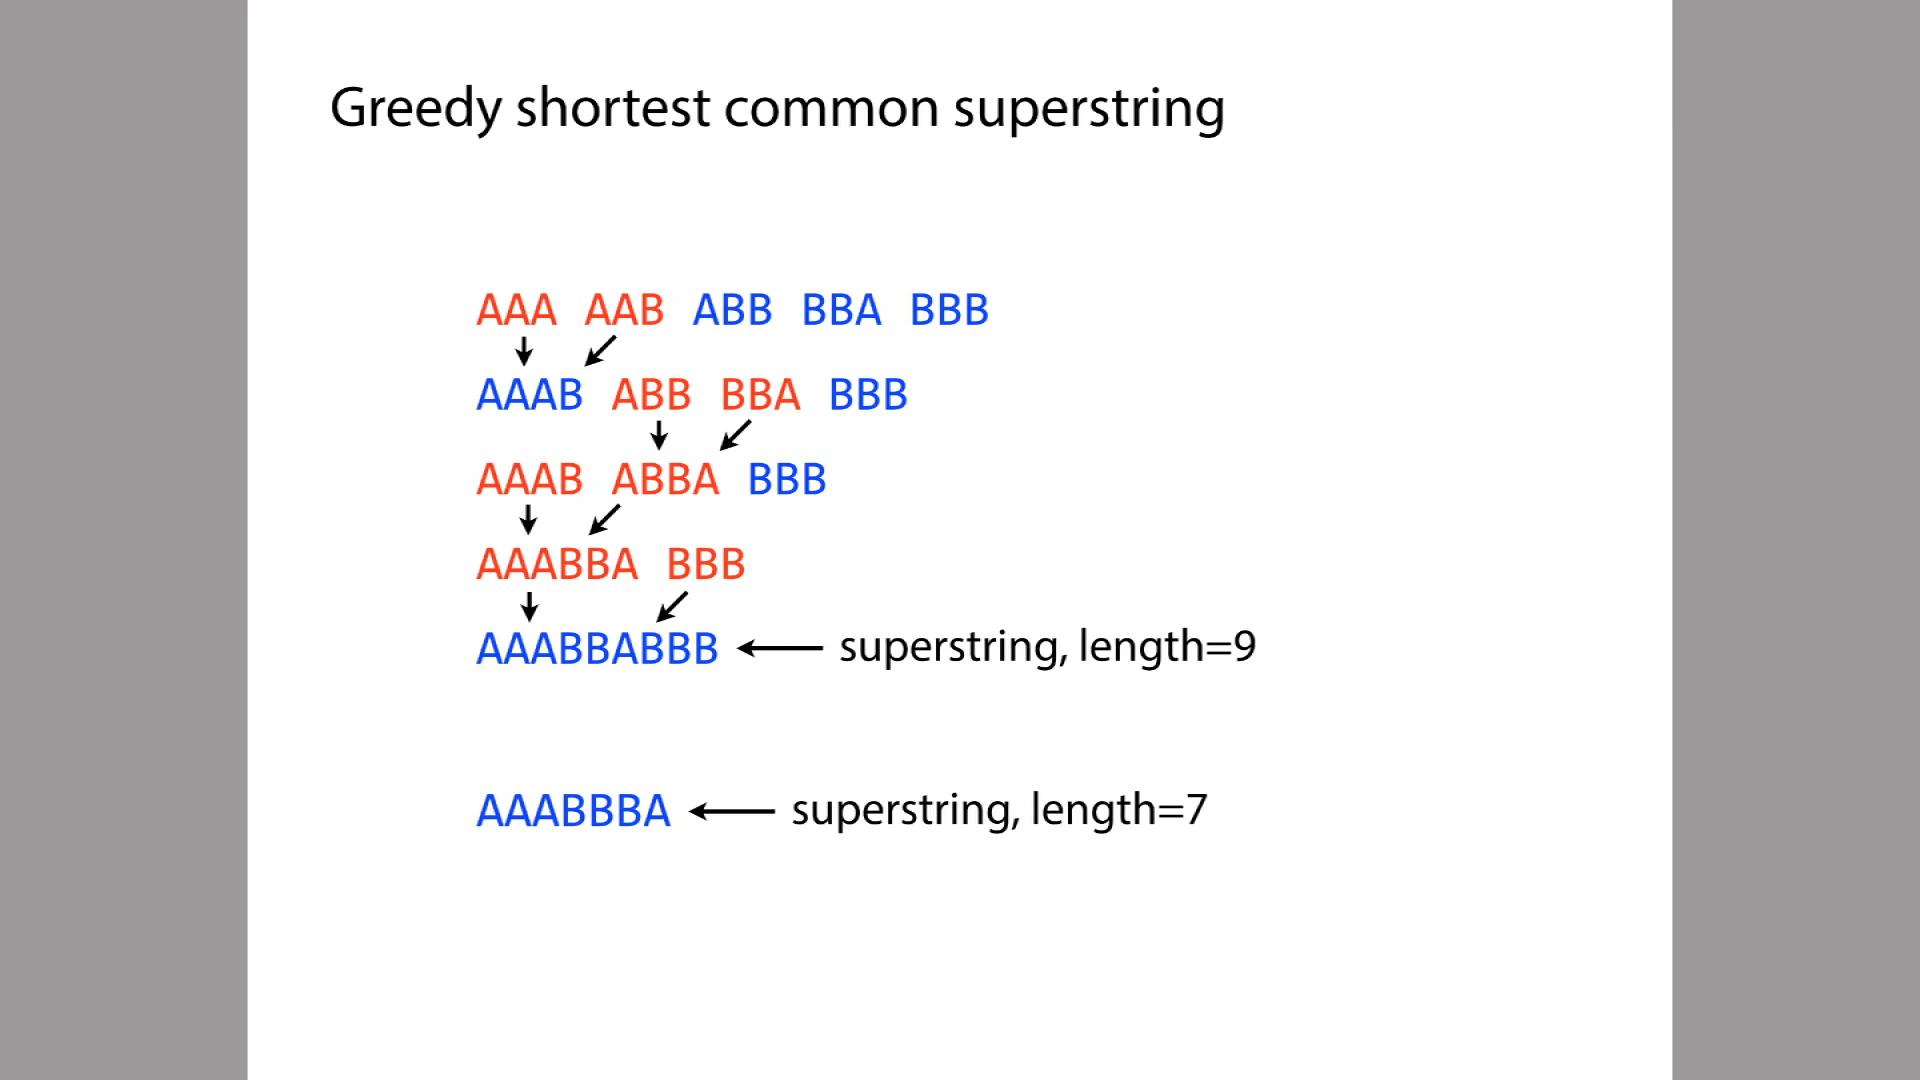 Greedy shortest common superstring
AAA AAB ABB BBA BBB
AAAB ABB BBA BBB
AAAB ABBA BBB
AAABBA BBB
AAABBABBB superstring, length=9
AAABBBA superstring, length=7